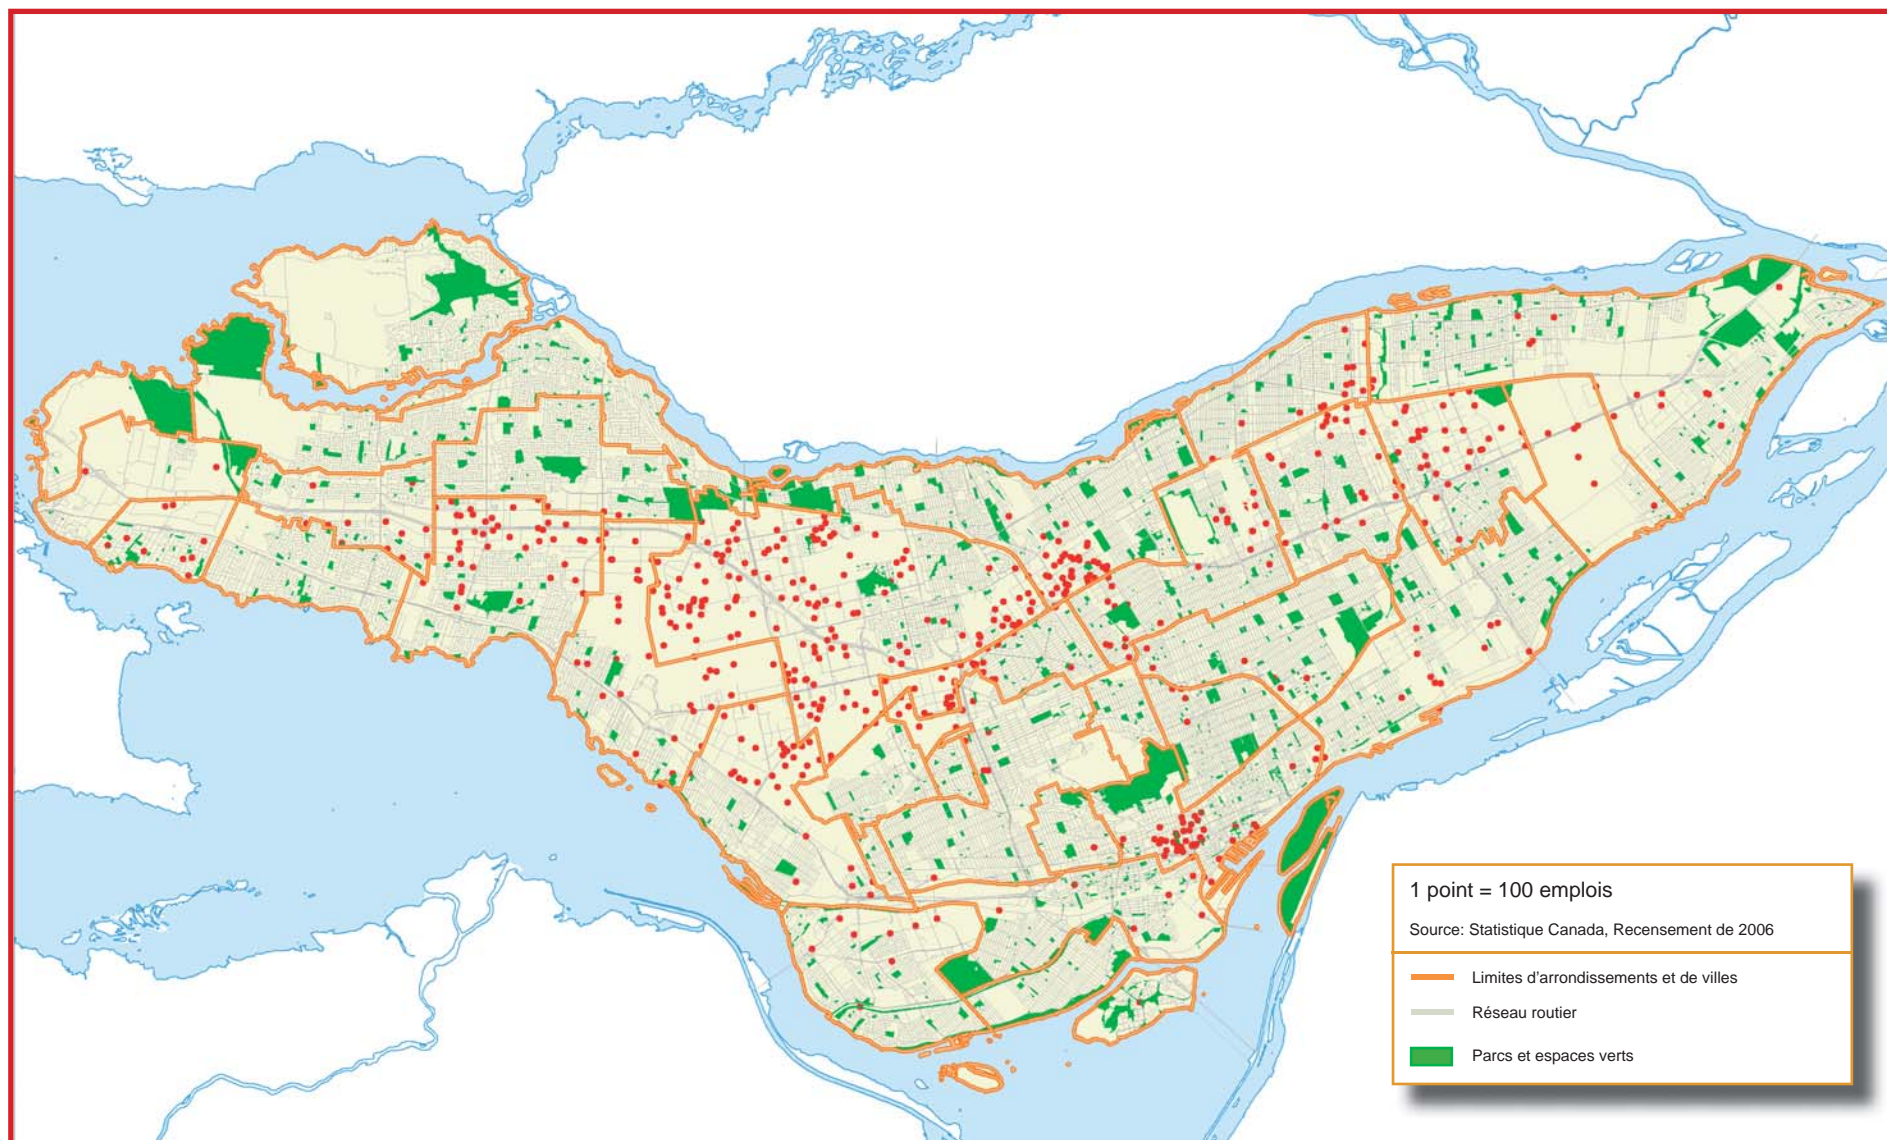 1 point = 100 emplois
Source: Statistique Canada, Recensement de 2006
Limites d'arrondissements et de villes
Réseau routier
Parcs et espaces verts